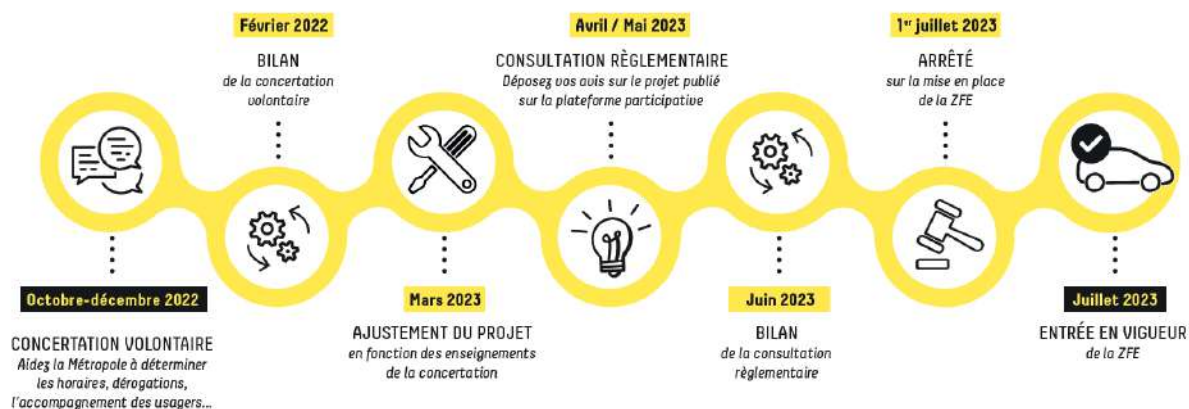 Octobre-décembre 2022
CONCERTATION VOLONTAIRE
Aidez la Métropole à déterminer
les horaires, dérogations,
l'accompagnement des usagers...
Février 2022
BILAN
de la concertation
volontaire
Mars 2023
AJUSTEMENT DU PROJET
en fonction des enseignements
de la concertation
Avril / Mai 2023
CONSULTATION RÈGLEMENTAIRE
Déposez vos avis sur le projet publié
sur la plateforme participative
Juin 2023
BILAN
de la consultation
règlementaire
1er juillet 2023
ARRÊTÉ
sur la mise en place
de la ZFE
Juillet 2023
ENTRÉE EN VIGUEUR
de la ZFE